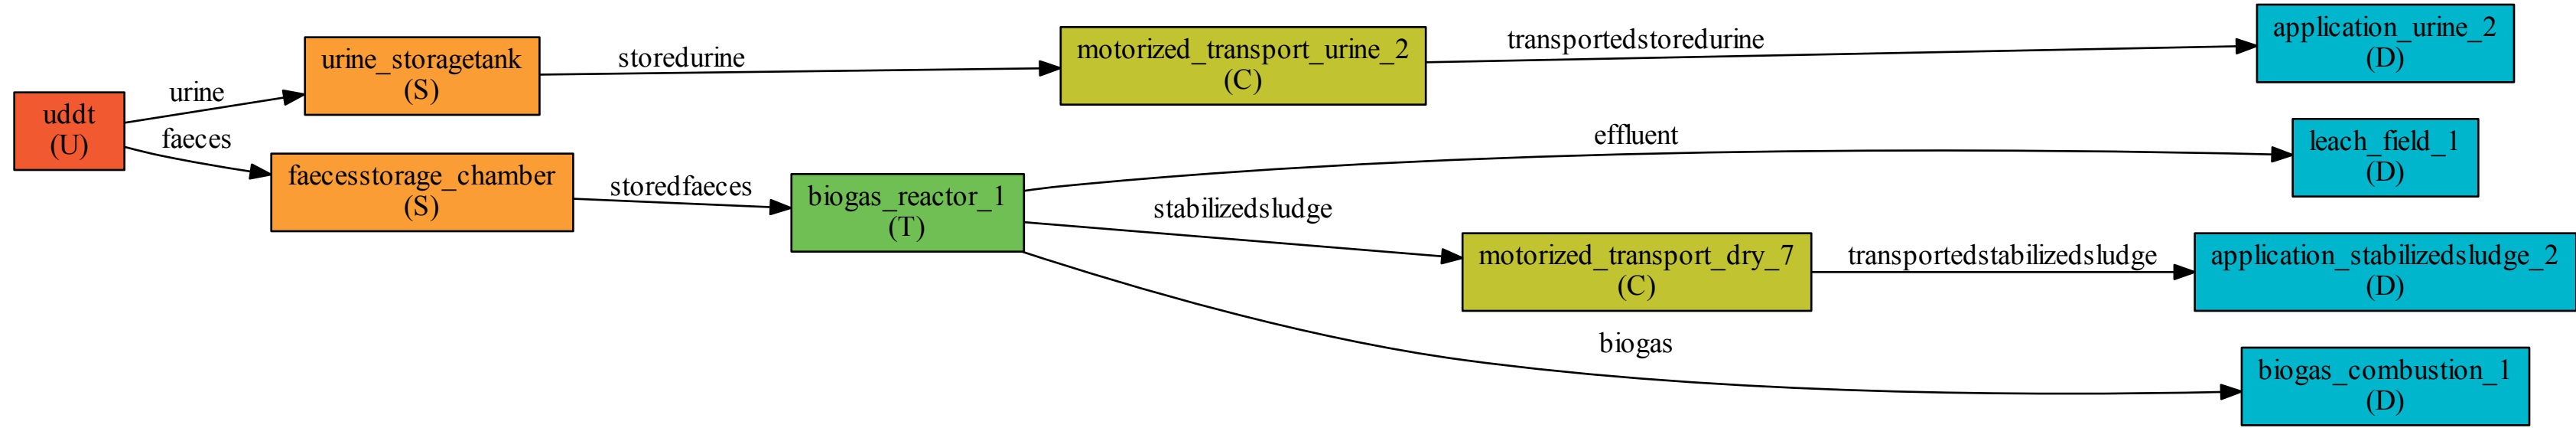 uddt
(U)
urine
faeces
urine_storagetank
(S)
faecesstorage_chamber
(S)
storedurine
storedfaeces
biogas_reactor_1
(T)
motorized_transport_urine_2
(C)
effluent
stabilizedsludge
biogas
motorized_transport_dry_7
(C)
transportedstoredurine
transportedstabilizedsludge
application_urine_2
(D)
leach_field_1
(D)
application_stabilizedsludge_2
(D)
biogas_combustion_1
(D)